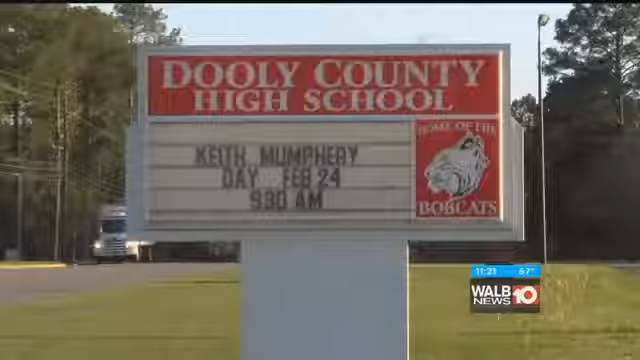 DOOLY COUNTY
HIGH SCHOOL
KEITH MUMPHERY
DAY FEB 24
930 AM
HOME OF THE
BOBCATS
11:21 57°
WALB
NEWS 10